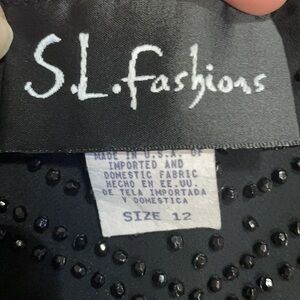 S.L. fashions
MADE IN U.S.A. OF
IMPORTED AND
DOMESTIC FABRIC
HECHO EN EE.UU.
DE TELA IMPORTADA
Y DOMESTICA
SIZE 12